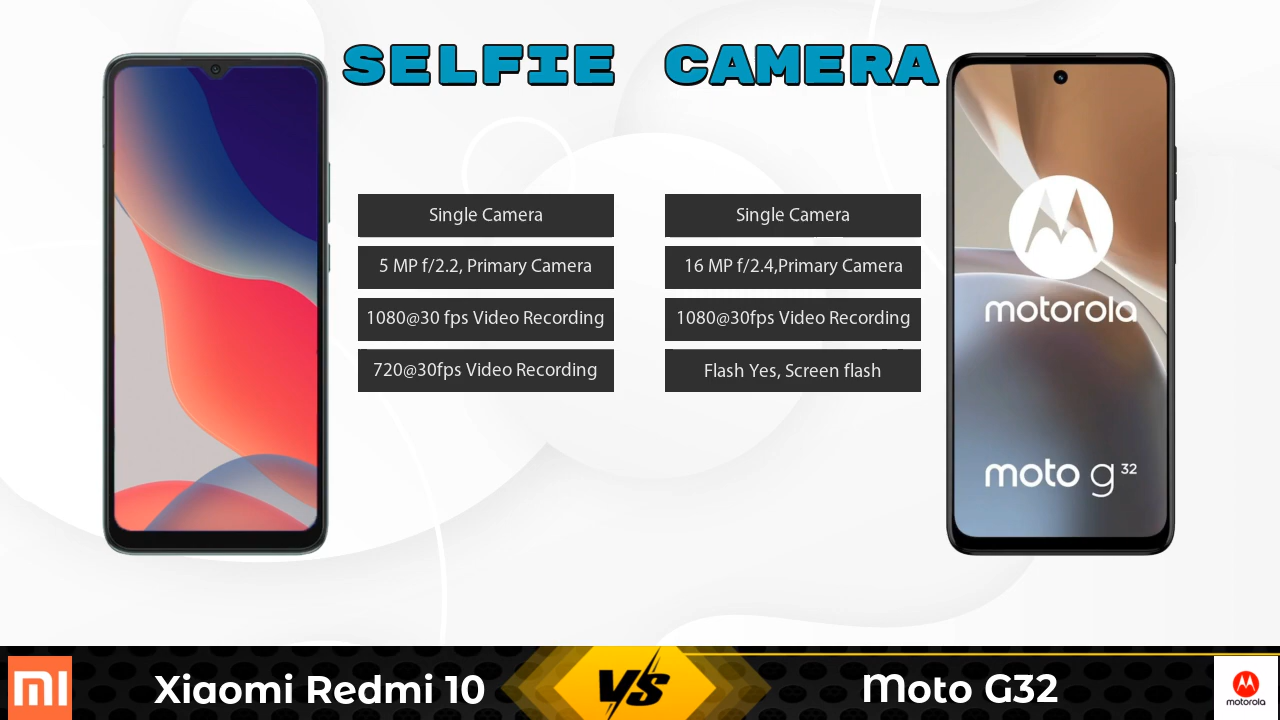 SELFIE CAMERA
Single Camera
5 MP f/2.2, Primary Camera
1080@30 fps Video Recording
720@30fps Video Recording
Single Camera
16 MP f/2.4,Primary Camera
1080@30fps Video Recording
Flash Yes, Screen flash
motorola
moto g 32
mi
Xiaomi Redmi 10
VS
Moto G32
motorola